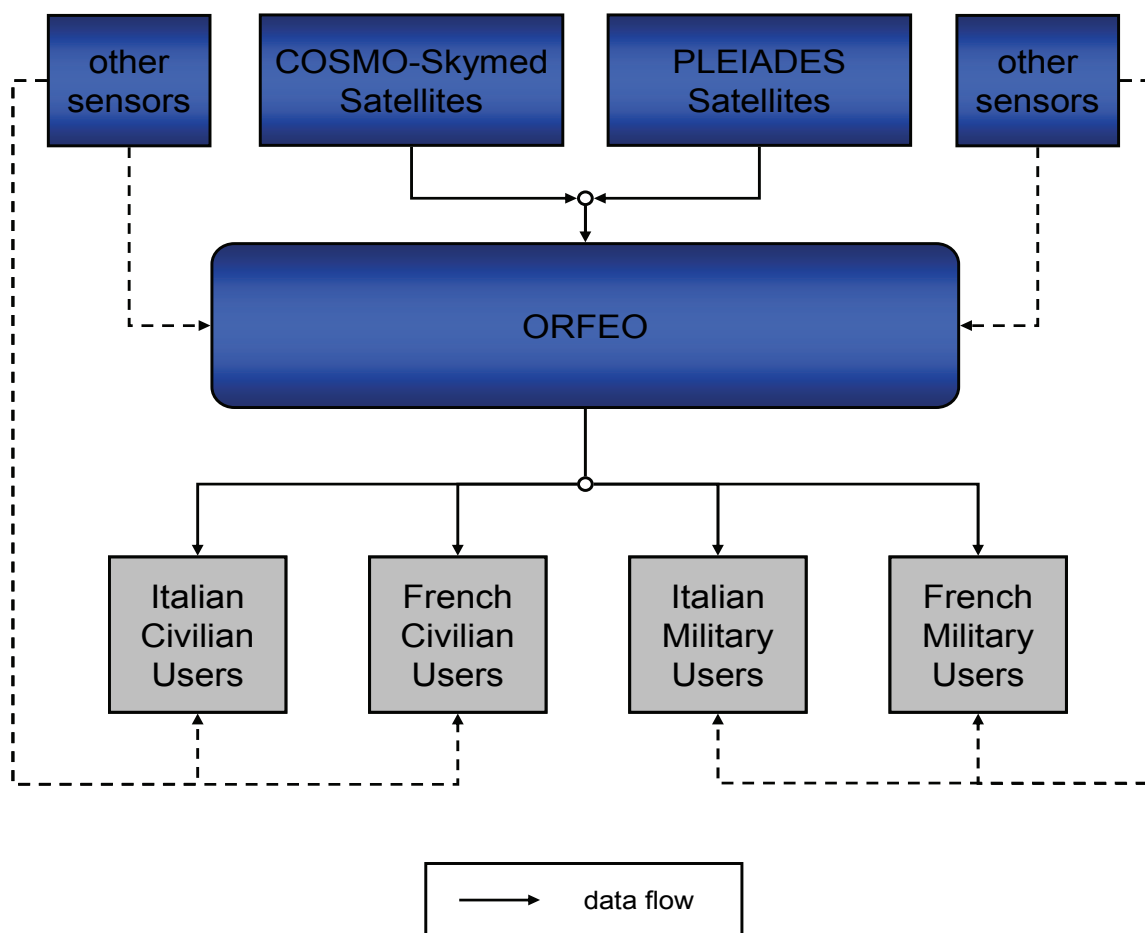 other
sensors
COSMO-Skymed
Satellites
PLEIADES
Satellites
other
sensors
ORFEO
Italian
Civilian
Users
French
Civilian
Users
Italian
Military
Users
French
Military
Users
data flow